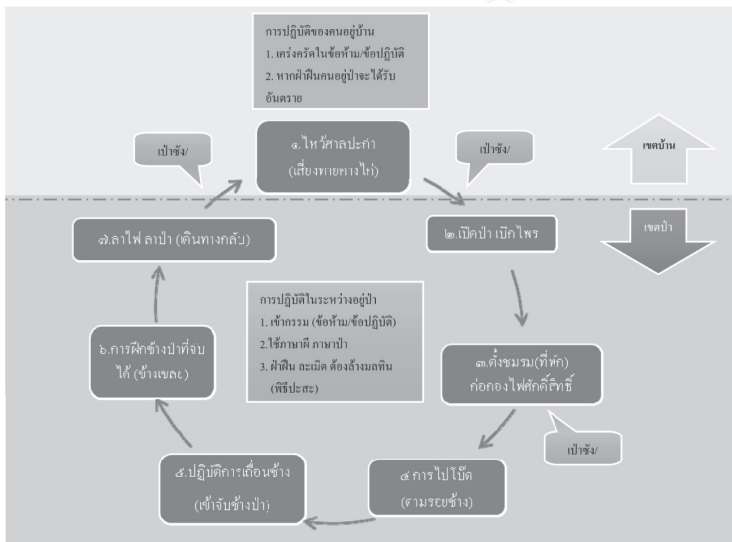 การปฏิบัติของคนอยู่บ้าน
1. เคร่งครัดในข้อห้าม/ข้อปฏิบัติ
2. หากฝ่าฝืนคนอยู่ป่าจะได้รับ
อันตราย
๑.ไหว้ศาลปะกำ
(เสี่ยงทายคางไก่)
เป่าซัง/
เป่าซัง/
เขตบ้าน
เขตป่า
๗.ลาไฟ ลาป่า (เดินทางกลับ)
๒.เปิดป่า เบิกไพร
การปฏิบัติในระหว่างอยู่ป่า
1. เข้ากรรม (ข้อห้าม/ข้อปฏิบัติ)
2.ใช้ภาษาผี ภาษาป่า
3. ฝ่าฝืน ละเมิด ต้องล้างมลทิน
(พิธีปะสะ)
๖.การฝึกช้างป่าที่จับ
ได้ (ช้างเขลอะ)
๓.ตั้งชมรม(ที่พัก)
ก่อกองไฟศักดิ์สิทธิ์
เป่าซัง/
๕.ปฏิบัติการเถื่อนช้าง
(เข้าจับช้างป่า)
๔ การไปโบ๊ด
(ตามรอยช้าง)